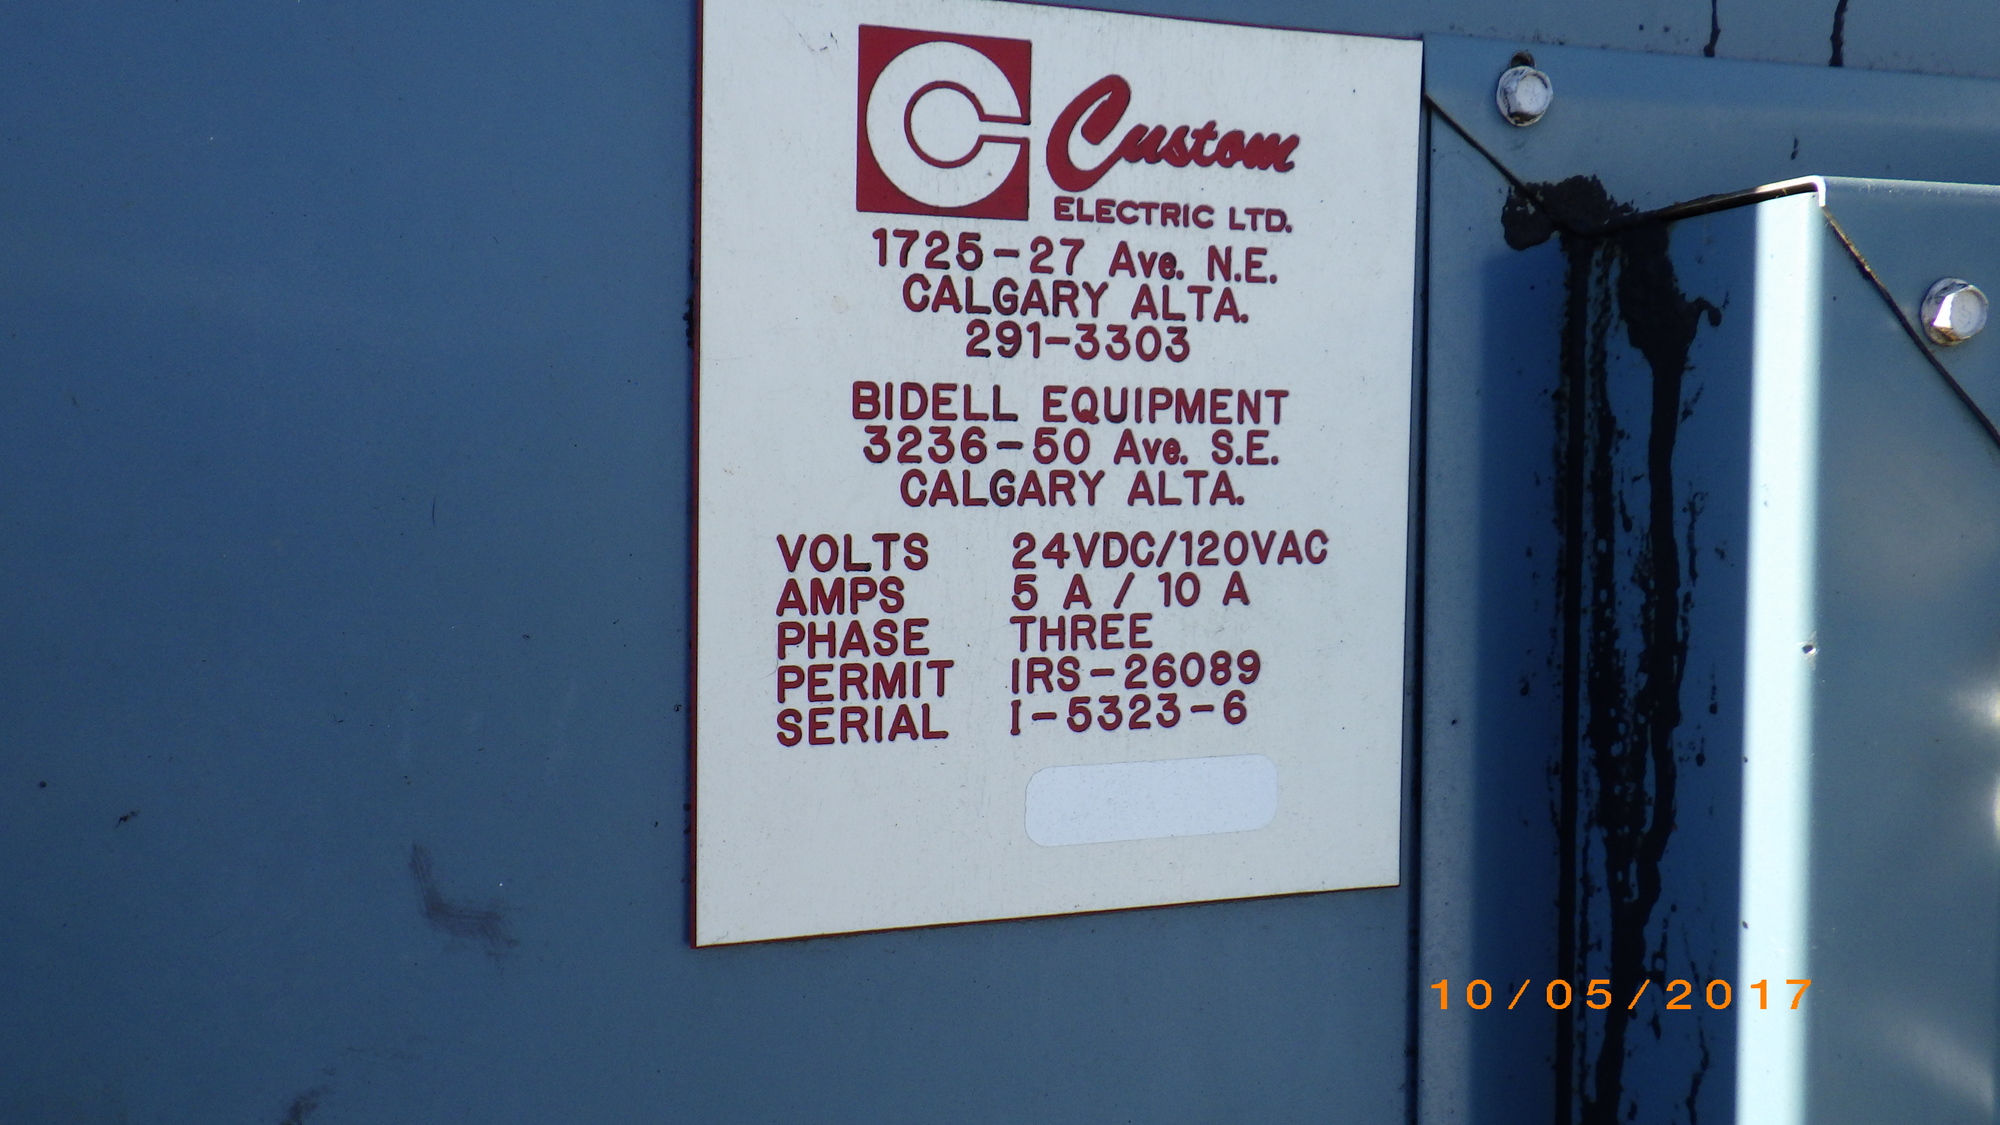 Custom
ELECTRIC LTD.
1725-27 Ave. N.E.
CALGARY ALTA.
291-3303
BIDELL EQUIPMENT
3236-50 Ave. S.E.
CALGARY ALTA.
VOLTS 24VDC/120VAC
AMPS 5 A / 10 A
PHASE THREE
PERMIT IRS-26089
SERIAL I-5323-6
10/05/2017